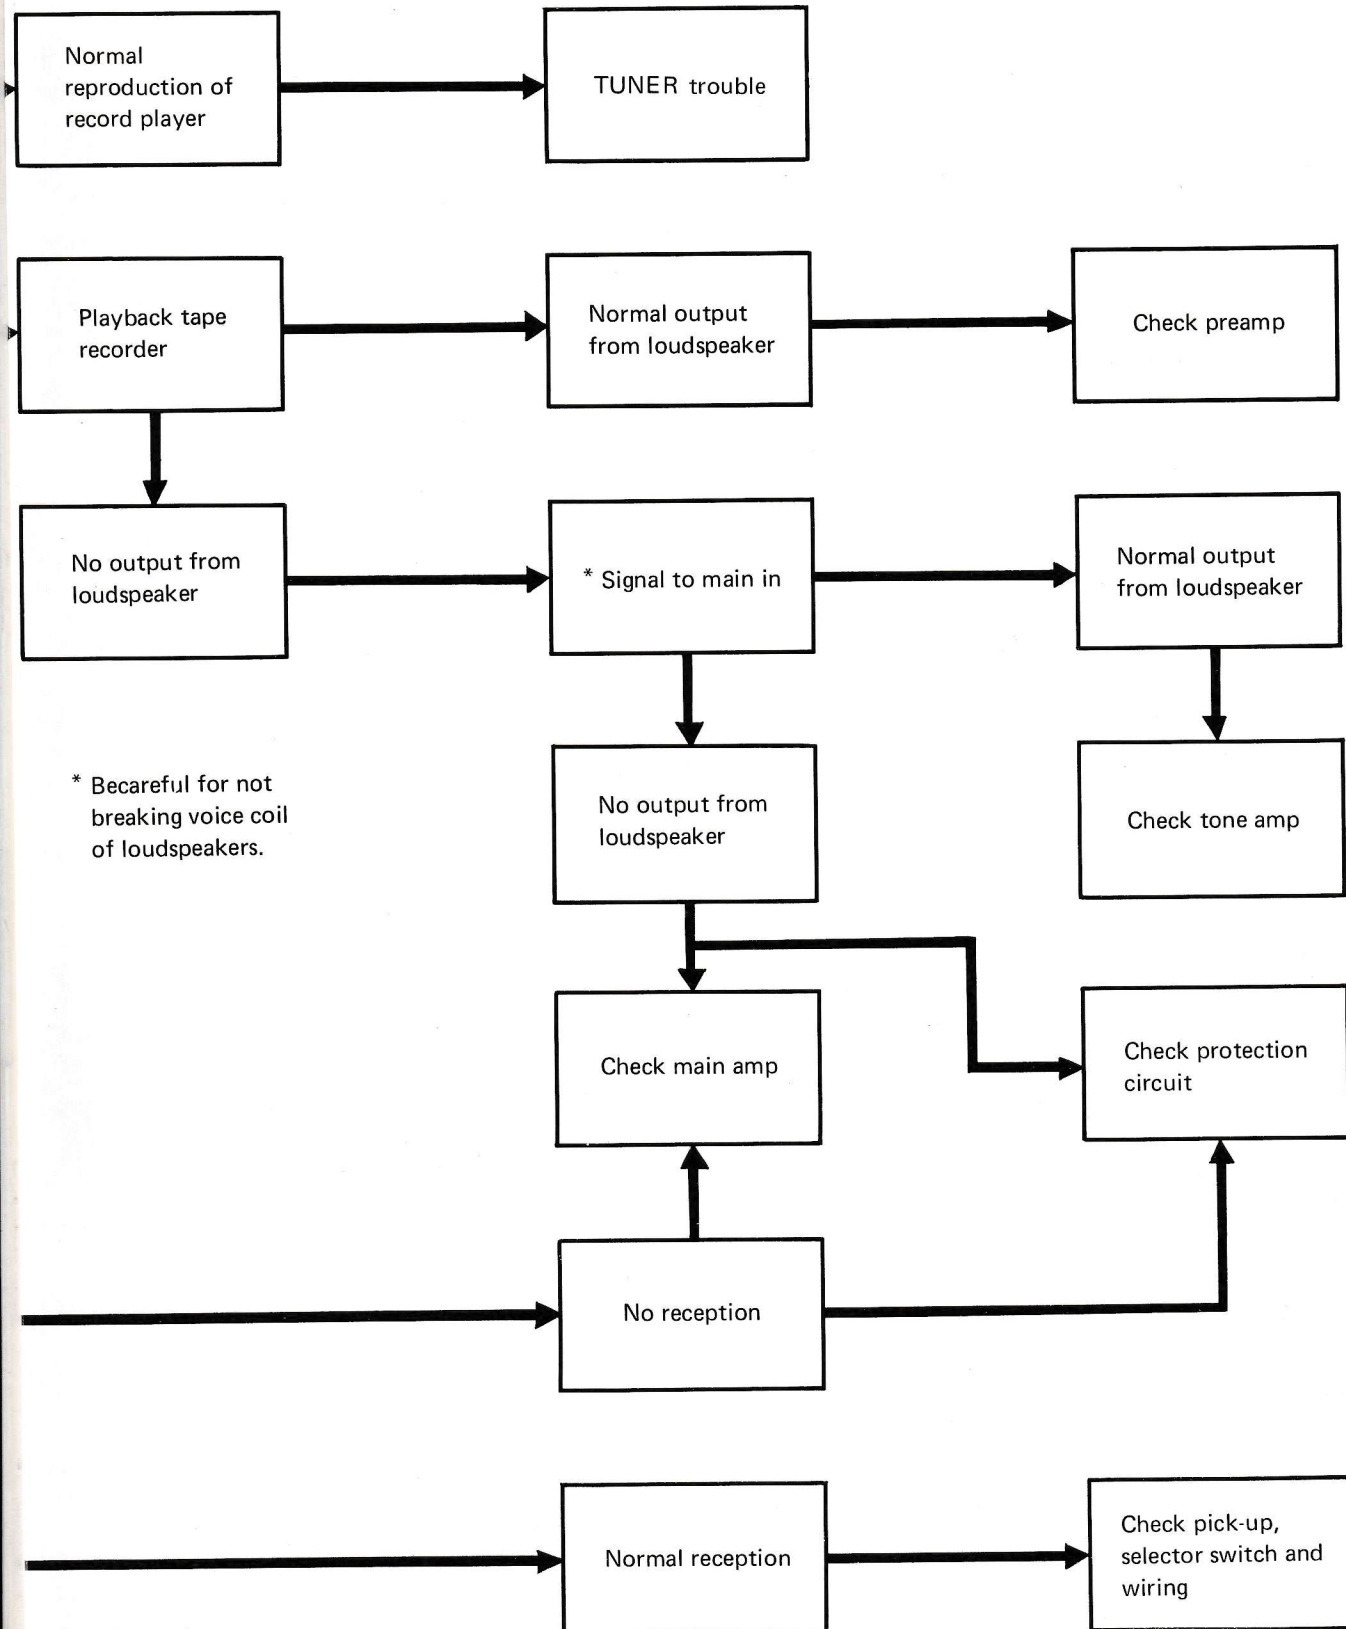 Normal
reproduction of
record player
TUNER trouble
Playback tape
recorder
Normal output
from loudspeaker
Check preamp
No output from
loudspeaker
* Signal to main in
Normal output
from loudspeaker
* Becareful for not
breaking voice coil
of loudspeakers.
No output from
loudspeaker
Check tone amp
Check main amp
Check protection
circuit
No reception
Normal reception
Check pick-up,
selector switch and
wiring